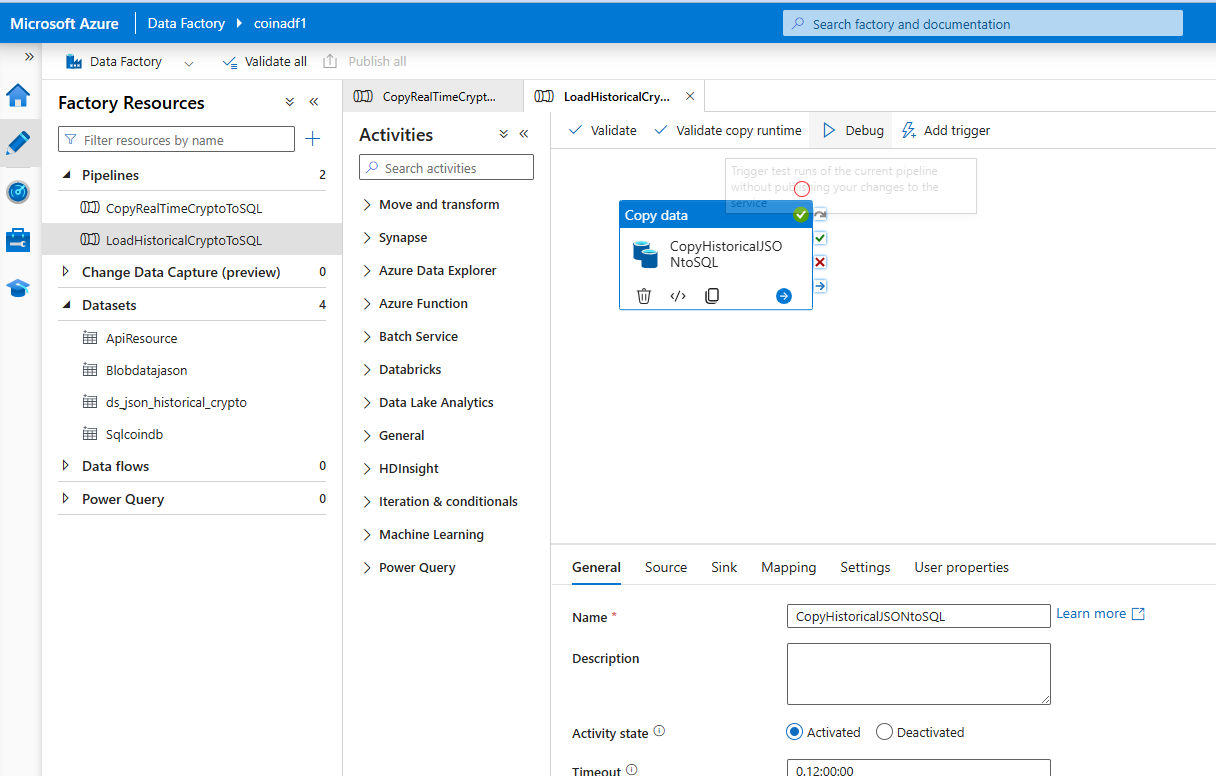 Microsoft Azure
Data Factory
coinadf1
Search factory and documentation
Data Factory
Validate all
Publish all
Factory Resources
Filter resources by name
Pipelines
2
CopyRealTimeCryptoToSQL
LoadHistoricalCryptoToSQL
Change Data Capture (preview)
0
Datasets
4
ApiResource
Blobdatajason
ds_json_historical_crypto
Sqlcoindb
Data flows
0
Power Query
0
CopyRealTimeCrypt...
LoadHistoricalCry...
Activities
Search activities
Move and transform
Synapse
Azure Data Explorer
Azure Function
Batch Service
Databricks
Data Lake Analytics
General
HDInsight
Iteration & conditionals
Machine Learning
Power Query
Validate
Validate copy runtime
Debug
Add trigger
Trigger test runs of the current pipeline
without publishing your changes to the
service
Copy data
CopyHistoricalJSO
NtoSQL
General
Source
Sink
Mapping
Settings
User properties
Name *
CopyHistoricalJSONtoSQL
Learn more
Description
Activity state
Activated
Deactivated
Timeout
0.12:00:00